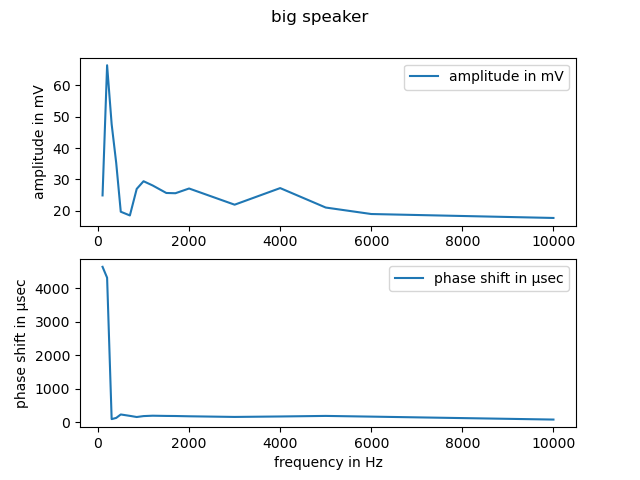 big speaker
amplitude in mV
60
50
40
30
20
amplitude in mV
0 2000 4000 6000 8000 10000
phase shift in µsec
4000
3000
2000
1000
0
phase shift in µsec
0 2000 4000 6000 8000 10000
frequency in Hz